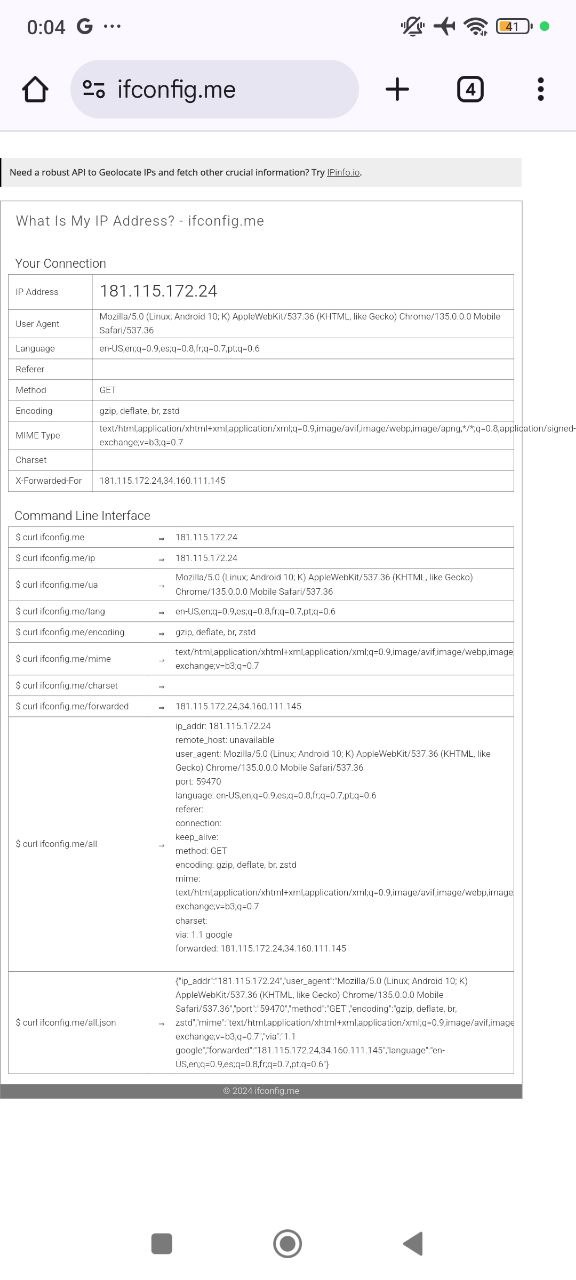 0:04 G ...
41
ifconfig.me
4
Need a robust API to Geolocate IPs and fetch other crucial information? Try IPinfo.io.
What Is My IP Address? - ifconfig.me
Your Connection
IP Address 181.115.172.24
User Agent Mozilla/5.0 (Linux; Android 10; K) AppleWebKit/537.36 (KHTML, like Gecko) Chrome/135.0.0.0 Mobile
Safari/537.36
Language en-US,en;q=0.9,es;q=0.8,fr;q=0.7,pt;q=0.6
Referer
Method GET
Encoding gzip, deflate, br, zstd
MIME Type text/html,application/xhtml+xml,application/xml;q=0.9,image/avif,image/webp,image/apng,*/*;q=0.8,application/signed-
exchange;v=b3;q=0.7
Charset
X-Forwarded-For 181.115.172.24,34.160.111.145
Command Line Interface
$ curl ifconfig.me ⇒ 181.115.172.24
$ curl ifconfig.me/ip ⇒ 181.115.172.24
$ curl ifconfig.me/ua ⇒ Mozilla/5.0 (Linux; Android 10; K) AppleWebKit/537.36 (KHTML, like Gecko)
Chrome/135.0.0.0 Mobile Safari/537.36
$ curl ifconfig.me/lang ⇒ en-US,en;q=0.9,es;q=0.8,fr;q=0.7,pt;q=0.6
$ curl ifconfig.me/encoding ⇒ gzip, deflate, br, zstd
$ curl ifconfig.me/mime ⇒ text/html,application/xhtml+xml,application/xml;q=0.9,image/avif,image/webp,image
exchange;v=b3;q=0.7
$ curl ifconfig.me/charset ⇒
$ curl ifconfig.me/forwarded ⇒ 181.115.172.24,34.160.111.145
$ curl ifconfig.me/all ⇒ ip_addr: 181.115.172.24
remote_host: unavailable
user_agent: Mozilla/5.0 (Linux; Android 10; K) AppleWebKit/537.36 (KHTML, like
Gecko) Chrome/135.0.0.0 Mobile Safari/537.36
port: 59470
language: en-US,en;q=0.9,es;q=0.8,fr;q=0.7,pt;q=0.6
referer:
connection:
keep_alive:
method: GET
encoding: gzip, deflate, br, zstd
mime:
text/html,application/xhtml+xml,application/xml;q=0.9,image/avif,image/webp,image
exchange;v=b3;q=0.7
charset:
via: 1.1 google
forwarded: 181.115.172.24,34.160.111.145
$ curl ifconfig.me/all.json ⇒ {"ip_addr":"181.115.172.24","user_agent":"Mozilla/5.0 (Linux; Android 10; K)
AppleWebKit/537.36 (KHTML, like Gecko) Chrome/135.0.0.0 Mobile
Safari/537.36","port":"59470","method":"GET","encoding":"gzip, deflate, br,
zstd","mime":"text/html,application/xhtml+xml,application/xml;q=0.9,image/avif,image
exchange;v=b3;q=0.7","via":"1.1
google","forwarded":"181.115.172.24,34.160.111.145","language":"en-
US,en;q=0.9,es;q=0.8,fr;q=0.7,pt;q=0.6"}
© 2024 ifconfig.me